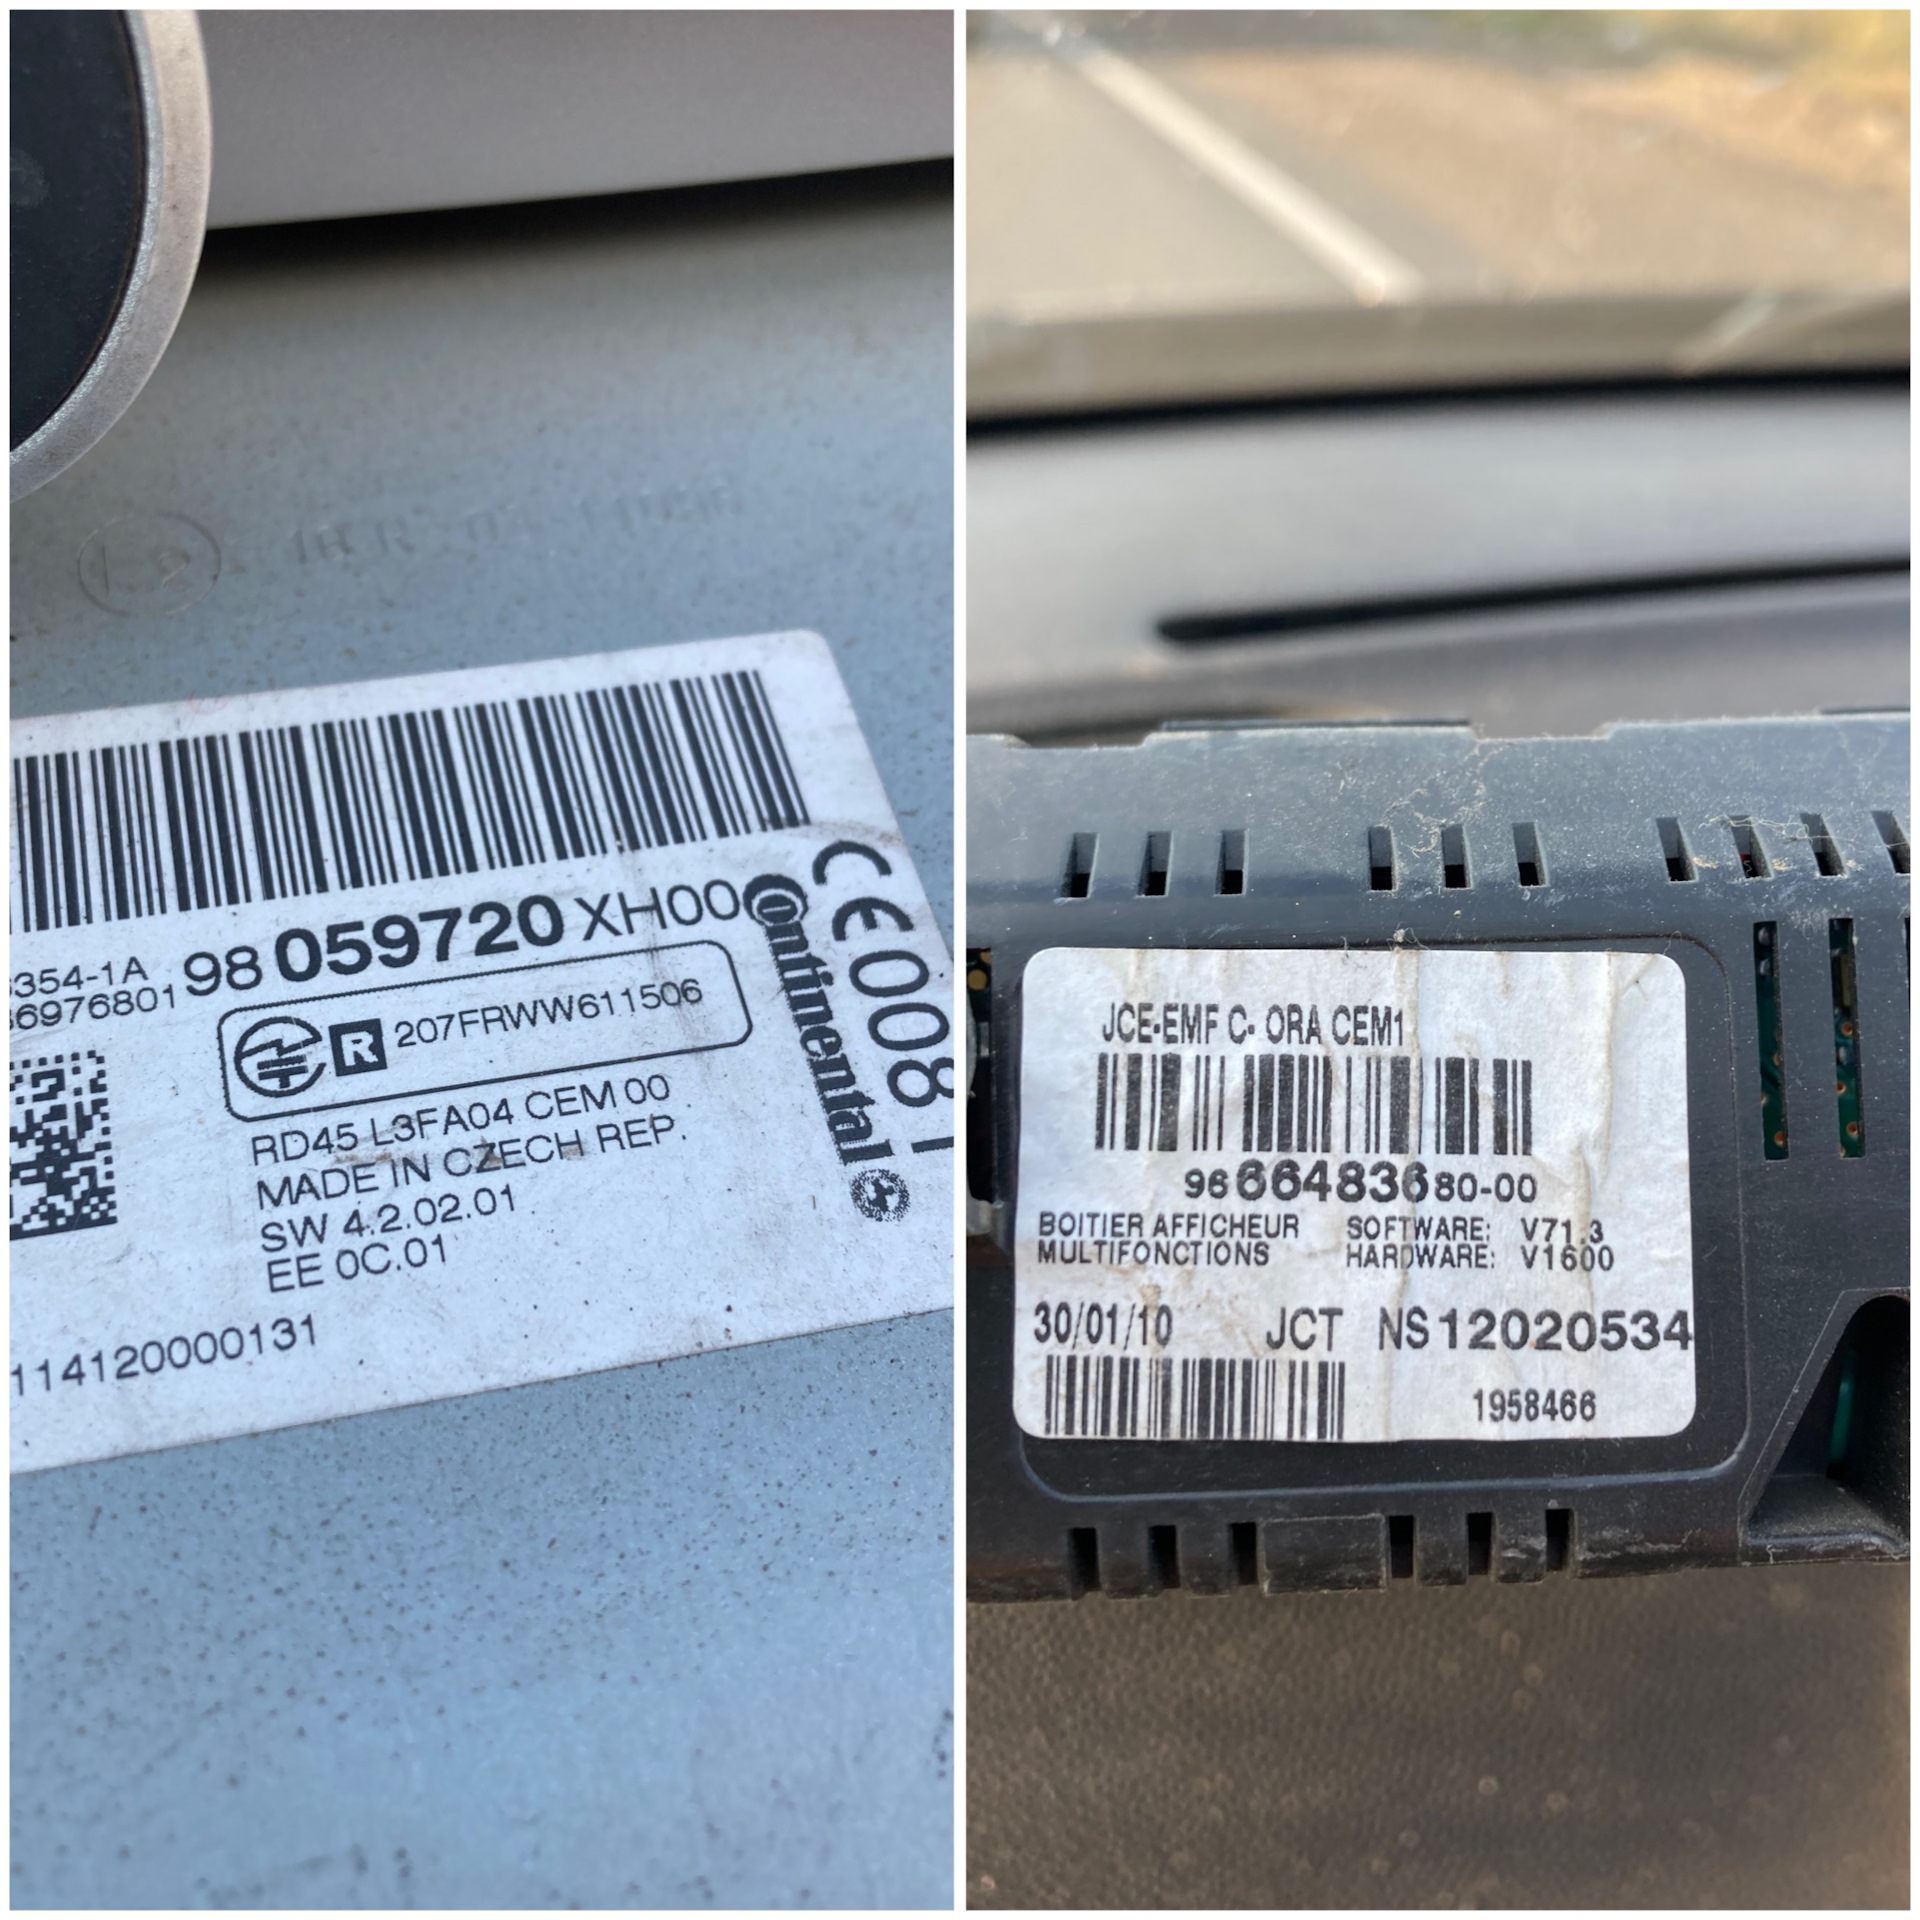 98 059720 XH00
Continental
CE0081
354-1A
6976801
R 207FRWW611506
RD45 L3FA04 CEM 00
MADE IN CZECH REP.
SW 4.2.02.01
EE 0C.01
114120000131
JCE-EMF C- ORA CEM1
96 664836 80-00
BOITIER AFFICHEUR SOFTWARE: V71.3
MULTIFONCTIONS HARDWARE: V1600
30/01/10 JCT NS12020534
1958466